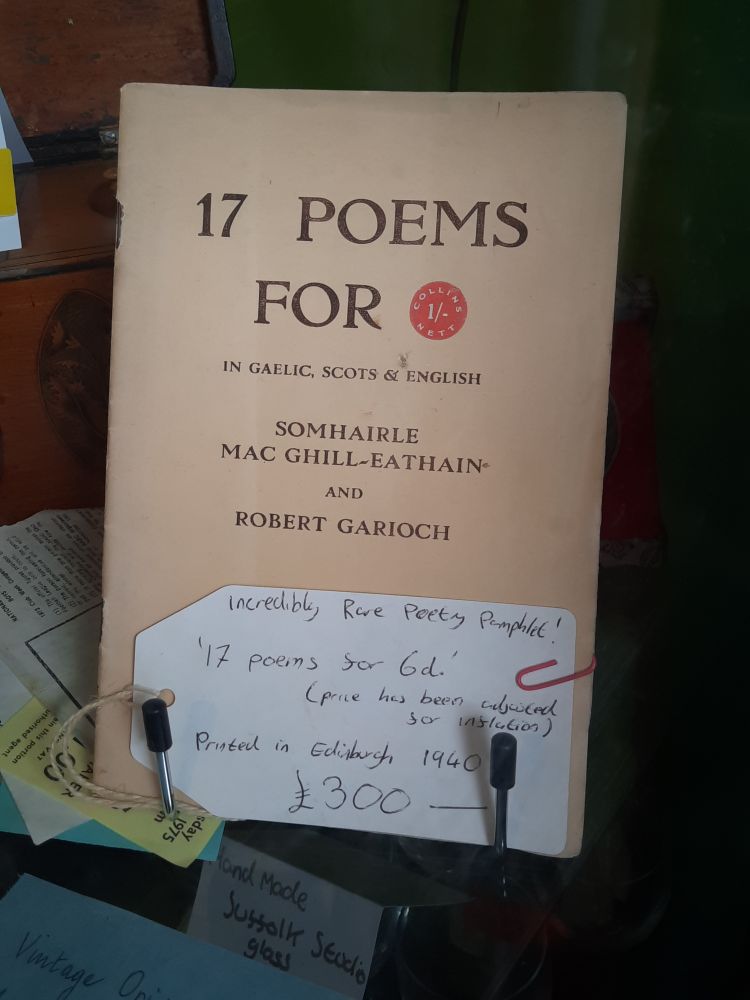 17 POEMS
FOR
COLLINS
1/-
NETT
IN GAELIC, SCOTS & ENGLISH
SOMHAIRLE
MAC GHILL-EATHAIN
AND
ROBERT GARIOCH
incredibly Rare Poetry Pamphlet!
'17 poems for 6d.'
(price has been adjusted
for inflation)
Printed in Edinburgh 1940
£300 —
1975
Hand Made
Suffolk Studio
glass
Vintage